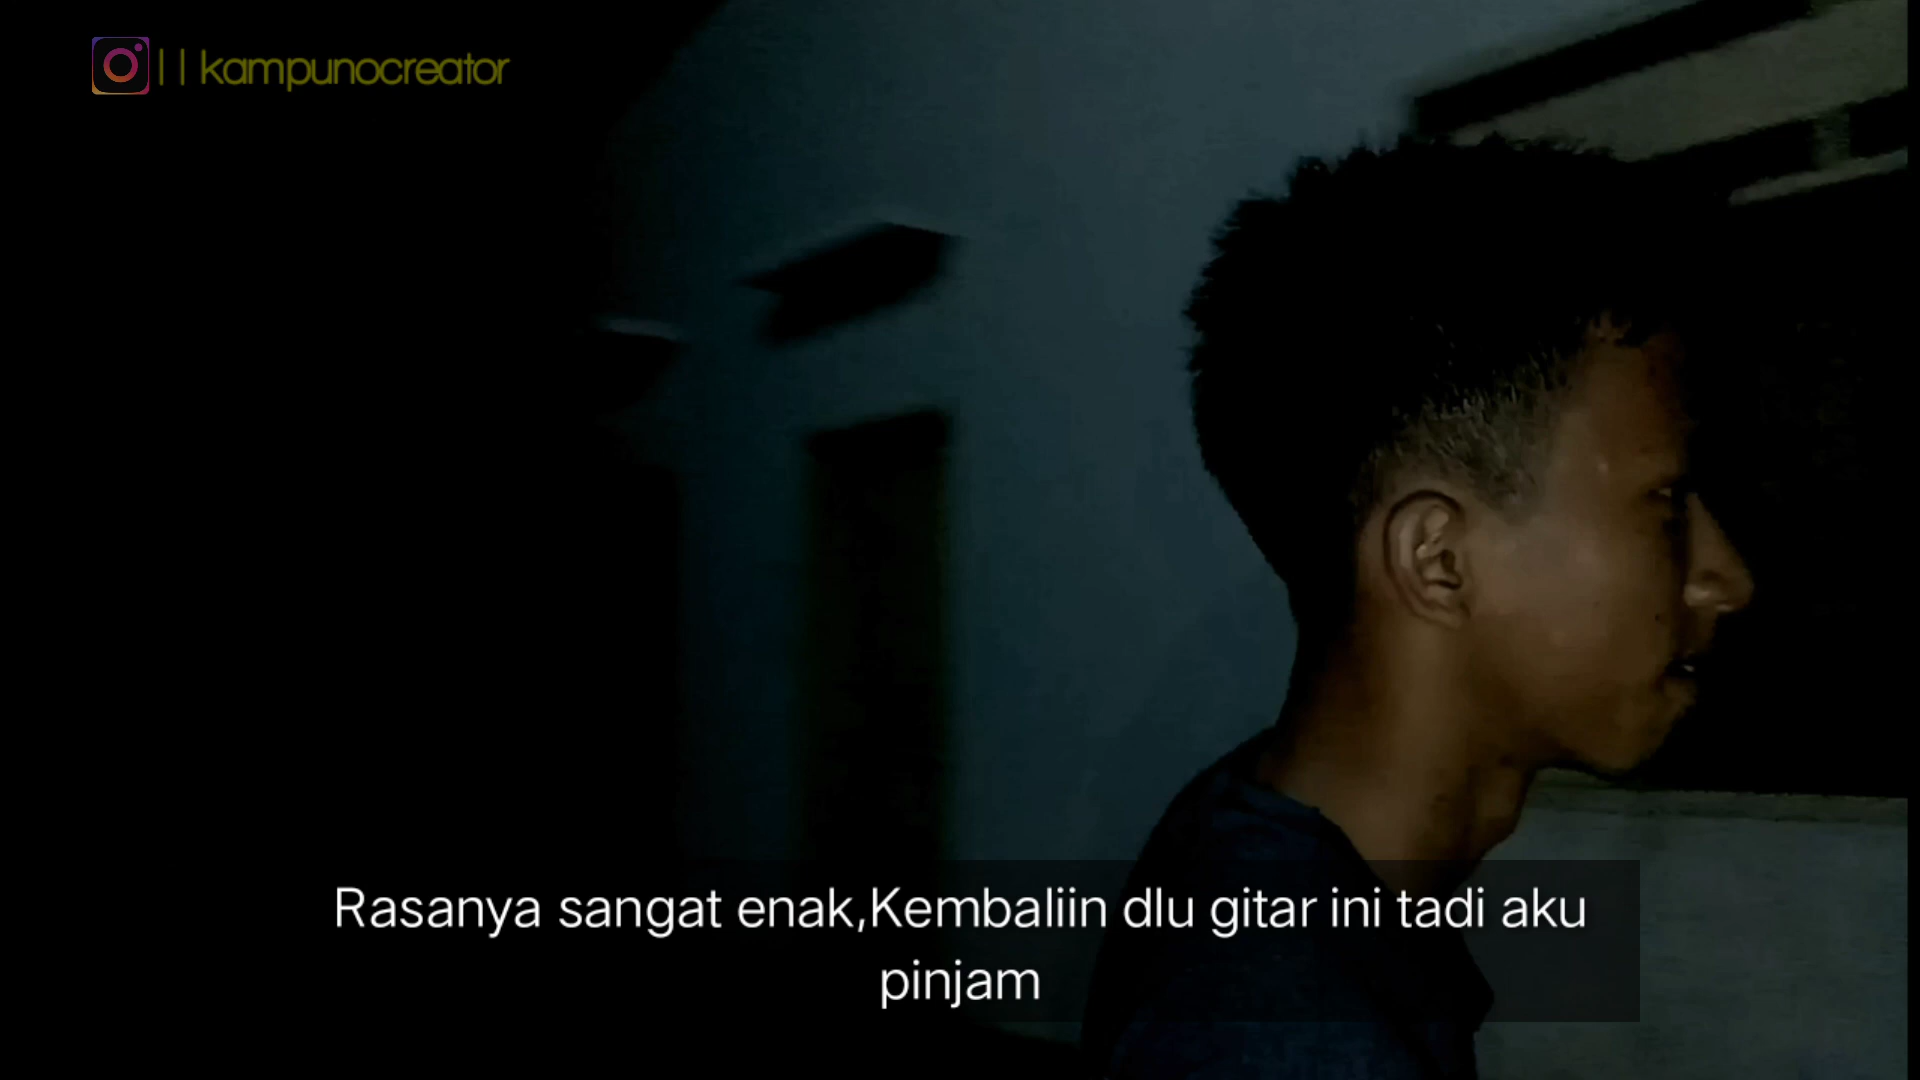 || kampunocreator
Rasanya sangat enak,Kembaliin dlu gitar ini tadi aku
pinjam